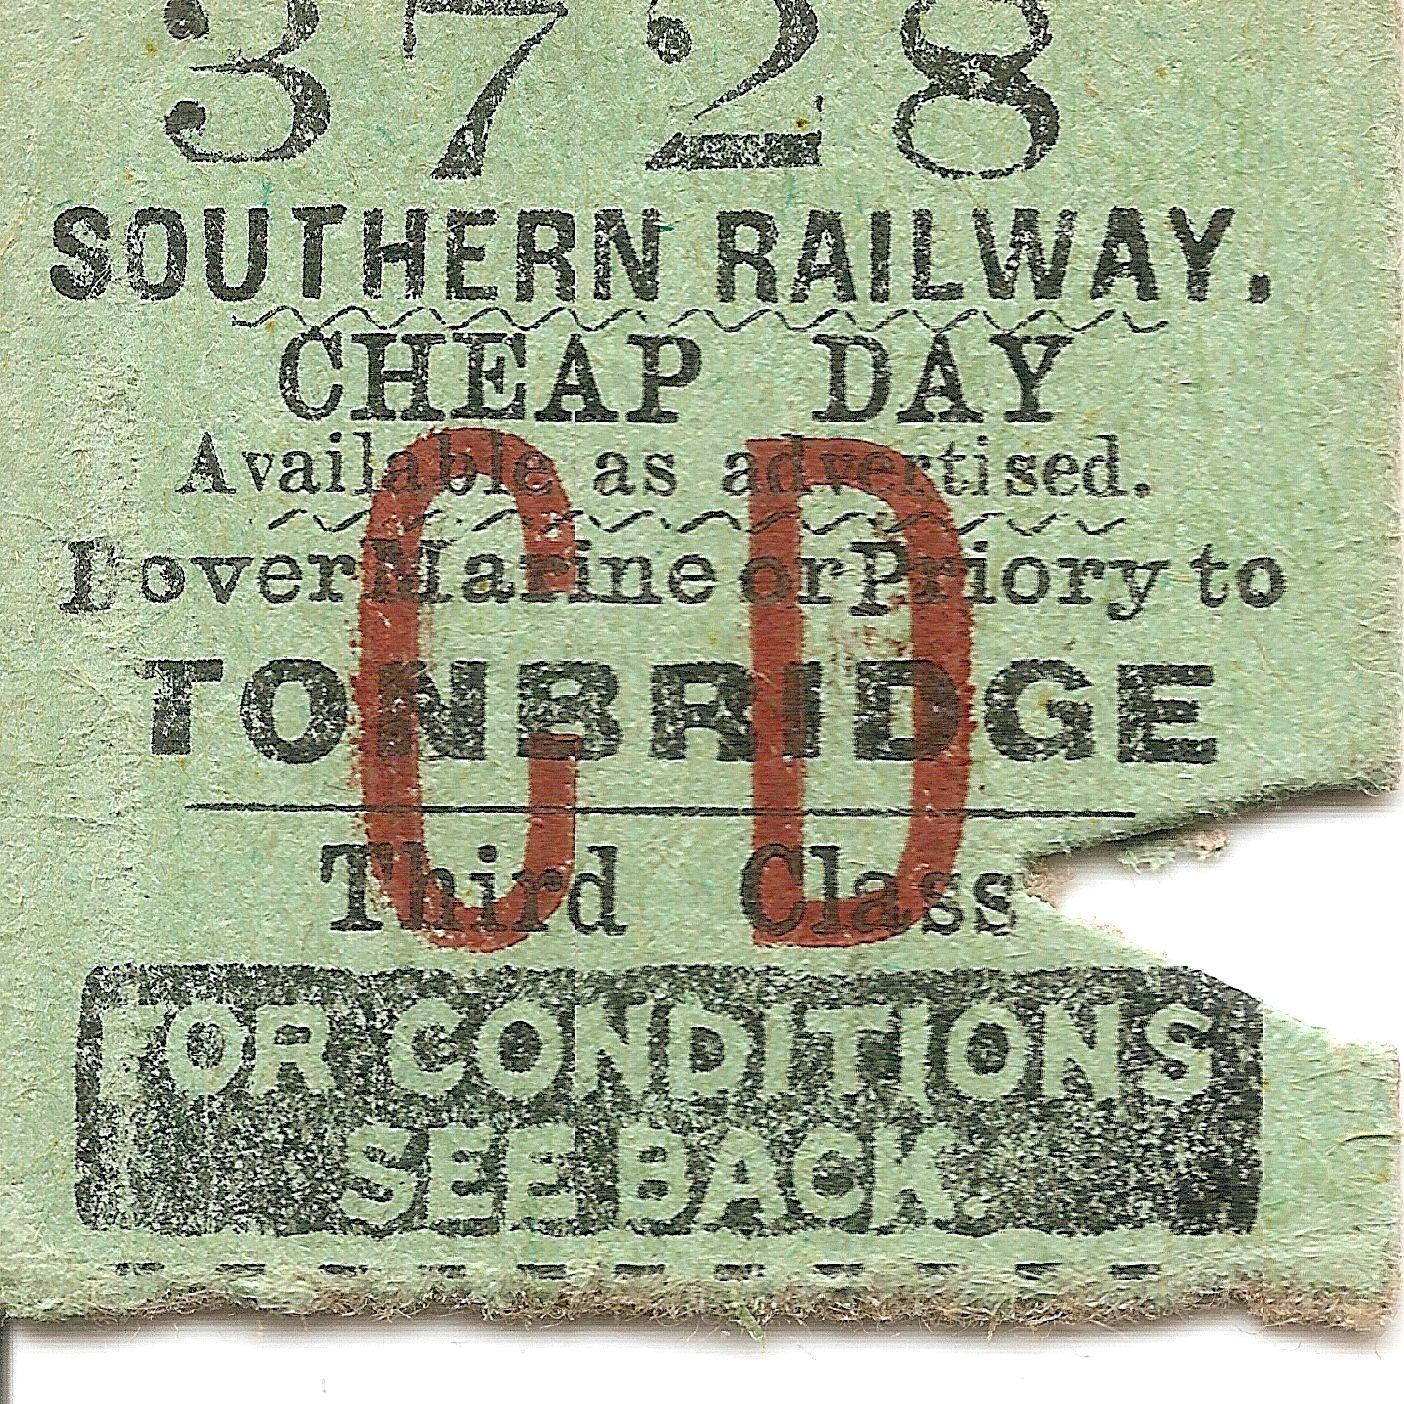 3728
SOUTHERN RAILWAY.
CHEAP DAY
Available as advertised.
Dover Marine or Priory to
TONBRIDGE
C D
Third Class
FOR CONDITIONS
SEE BACK.